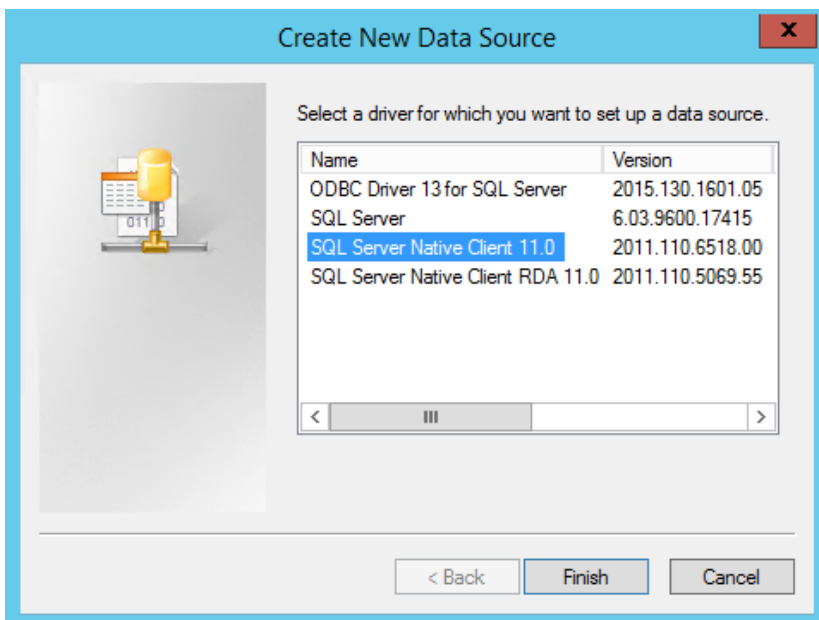 Create New Data Source
x
Select a driver for which you want to set up a data source.
Name Version
ODBC Driver 13 for SQL Server 2015.130.1601.05
SQL Server 6.03.9600.17415
SQL Server Native Client 11.0 2011.110.6518.00
SQL Server Native Client RDA 11.0 2011.110.5069.55
< Back Finish Cancel